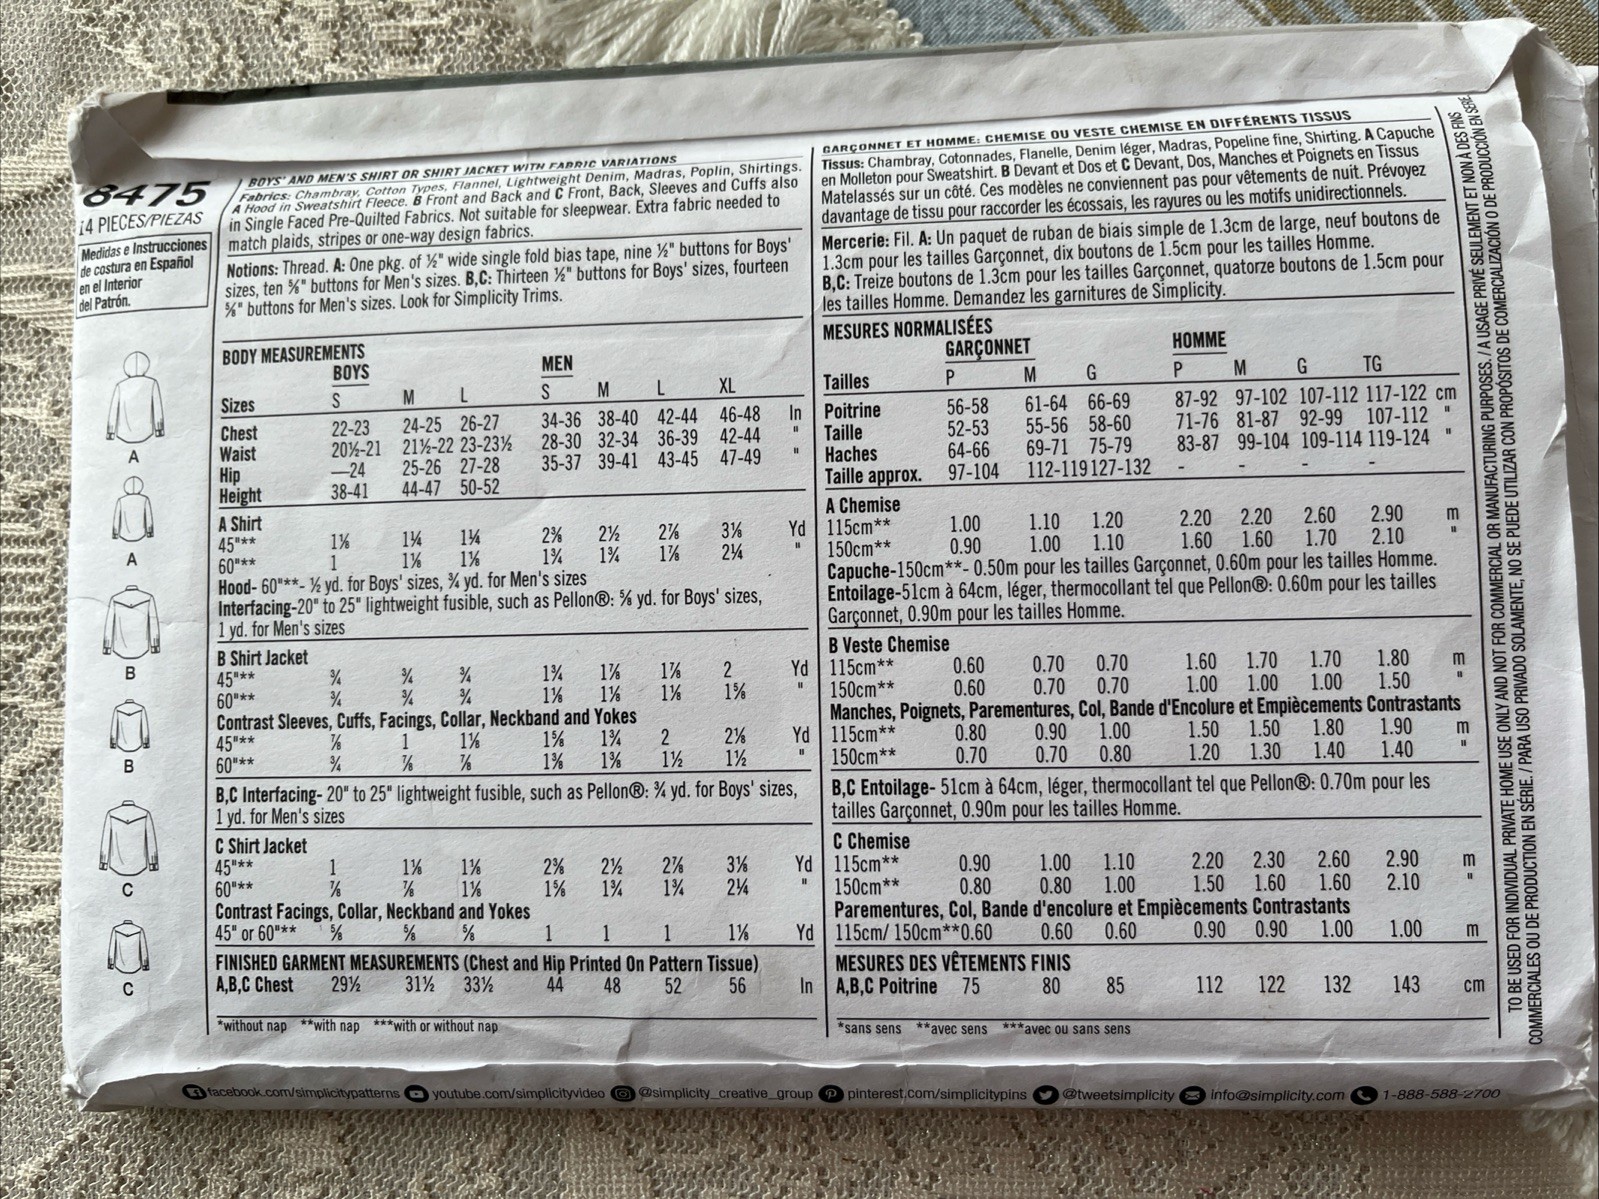 8475
14 PIECES/PIEZAS
Medidas e Instrucciones
de costura en Español
en el Interior
del Patrón.
A
A
B
B
C
C
BOYS' AND MEN'S SHIRT OR SHIRT JACKET WITH FABRIC VARIATIONS
Fabrics: Chambray, Cotton Types, Flannel, Lightweight Denim, Madras, Poplin, Shirtings.
A Hood in Sweatshirt Fleece. B Front and Back and C Front, Back, Sleeves and Cuffs also
in Single Faced Pre-Quilted Fabrics. Not suitable for sleepwear. Extra fabric needed to
match plaids, stripes or one-way design fabrics.
Notions: Thread. A: One pkg. of ½" wide single fold bias tape, nine ½" buttons for Boys'
sizes, ten ⅝" buttons for Men's sizes. B,C: Thirteen ½" buttons for Boys' sizes, fourteen
⅝" buttons for Men's sizes. Look for Simplicity Trims.
BODY MEASUREMENTS
BOYS MEN
Sizes S M L S M L XL
Chest 22-23 24-25 26-27 34-36 38-40 42-44 46-48 In
Waist 20½-21 21½-22 23-23½ 28-30 32-34 36-39 42-44 "
Hip —24 25-26 27-28 35-37 39-41 43-45 47-49 "
Height 38-41 44-47 50-52
A Shirt
45"** 1⅛ 1¼ 1¼ 2⅜ 2½ 2⅞ 3⅛ Yd
60"** 1 1⅛ 1⅛ 1¾ 1¾ 1⅞ 2¼ "
Hood- 60"**- ½ yd. for Boys' sizes, ¾ yd. for Men's sizes
Interfacing-20" to 25" lightweight fusible, such as Pellon®: ⅝ yd. for Boys' sizes,
1 yd. for Men's sizes
B Shirt Jacket
45"** ¾ ¾ ¾ 1¾ 1⅞ 1⅞ 2 Yd
60"** ¾ ¾ ¾ 1⅛ 1⅛ 1⅛ 1⅝ "
Contrast Sleeves, Cuffs, Facings, Collar, Neckband and Yokes
45"** ⅞ 1 1⅛ 1⅝ 1¾ 2 2⅛ Yd
60"** ¾ ⅞ ⅞ 1⅜ 1⅜ 1½ 1½ "
B,C Interfacing- 20" to 25" lightweight fusible, such as Pellon®: ¾ yd. for Boys' sizes,
1 yd. for Men's sizes
C Shirt Jacket
45"** 1 1⅛ 1⅛ 2⅜ 2½ 2⅞ 3⅛ Yd
60"** ⅞ ⅞ 1⅛ 1⅝ 1¾ 1¾ 2¼ "
Contrast Facings, Collar, Neckband and Yokes
45" or 60"** ⅝ ⅝ ⅝ 1 1 1 1⅛ Yd
FINISHED GARMENT MEASUREMENTS (Chest and Hip Printed On Pattern Tissue)
A,B,C Chest 29½ 31½ 33½ 44 48 52 56 In
*without nap **with nap ***with or without nap
GARÇONNET ET HOMME: CHEMISE OU VESTE CHEMISE EN DIFFÉRENTS TISSUS
Tissus: Chambray, Cotonnades, Flanelle, Denim léger, Madras, Popeline fine, Shirting. A Capuche
en Molleton pour Sweatshirt. B Devant et Dos et C Devant, Dos, Manches et Poignets en Tissus
Matelassés sur un côté. Ces modèles ne conviennent pas pour vêtements de nuit. Prévoyez
davantage de tissu pour raccorder les écossais, les rayures ou les motifs unidirectionnels.
Mercerie: Fil. A: Un paquet de ruban de biais simple de 1.3cm de large, neuf boutons de
1.3cm pour les tailles Garçonnet, dix boutons de 1.5cm pour les tailles Homme.
B,C: Treize boutons de 1.3cm pour les tailles Garçonnet, quatorze boutons de 1.5cm pour
les tailles Homme. Demandez les garnitures de Simplicity.
MESURES NORMALISÉES
GARÇONNET HOMME
Tailles P M G P M G TG
Poitrine 56-58 61-64 66-69 87-92 97-102 107-112 117-122 cm
Taille 52-53 55-56 58-60 71-76 81-87 92-99 107-112 "
Haches 64-66 69-71 75-79 83-87 99-104 109-114 119-124 "
Taille approx. 97-104 112-119 127-132 - - - -
A Chemise
115cm** 1.00 1.10 1.20 2.20 2.20 2.60 2.90 m
150cm** 0.90 1.00 1.10 1.60 1.60 1.70 2.10 "
Capuche-150cm**- 0.50m pour les tailles Garçonnet, 0.60m pour les tailles Homme.
Entoilage-51cm à 64cm, léger, thermocollant tel que Pellon®: 0.60m pour les tailles
Garçonnet, 0.90m pour les tailles Homme.
B Veste Chemise
115cm** 0.60 0.70 0.70 1.60 1.70 1.70 1.80 m
150cm** 0.60 0.70 0.70 1.00 1.00 1.00 1.50 "
Manches, Poignets, Parementures, Col, Bande d'Encolure et Empiècements Contrastants
115cm** 0.80 0.90 1.00 1.50 1.50 1.80 1.90 m
150cm** 0.70 0.70 0.80 1.20 1.30 1.40 1.40 "
B,C Entoilage- 51cm à 64cm, léger, thermocollant tel que Pellon®: 0.70m pour les
tailles Garçonnet, 0.90m pour les tailles Homme.
C Chemise
115cm** 0.90 1.00 1.10 2.20 2.30 2.60 2.90 m
150cm** 0.80 0.80 1.00 1.50 1.60 1.60 2.10 "
Parementures, Col, Bande d'encolure et Empiècements Contrastants
115cm/ 150cm**0.60 0.60 0.60 0.90 0.90 1.00 1.00 m
MESURES DES VÊTEMENTS FINIS
A,B,C Poitrine 75 80 85 112 122 132 143 cm
*sans sens **avec sens ***avec ou sans sens
TO BE USED FOR INDIVIDUAL PRIVATE HOME USE ONLY AND NOT FOR COMMERCIAL OR MANUFACTURING PURPOSES. / A USAGE PRIVÉ SEULEMENT ET NON À DES FINS
COMMERCIALES OU DE PRODUCTION EN SÉRIE. / PARA USO PRIVADO SOLAMENTE, NO SE PUEDE UTILIZAR CON PROPÓSITOS DE COMERCIALIZACIÓN O DE PRODUCCIÓN EN SERIE.
facebook.com/simplicitypatterns youtube.com/simplicityvideo @simplicity_creative_group pinterest.com/simplicitypins @tweetsimplicity info@simplicity.com 1-888-588-2700